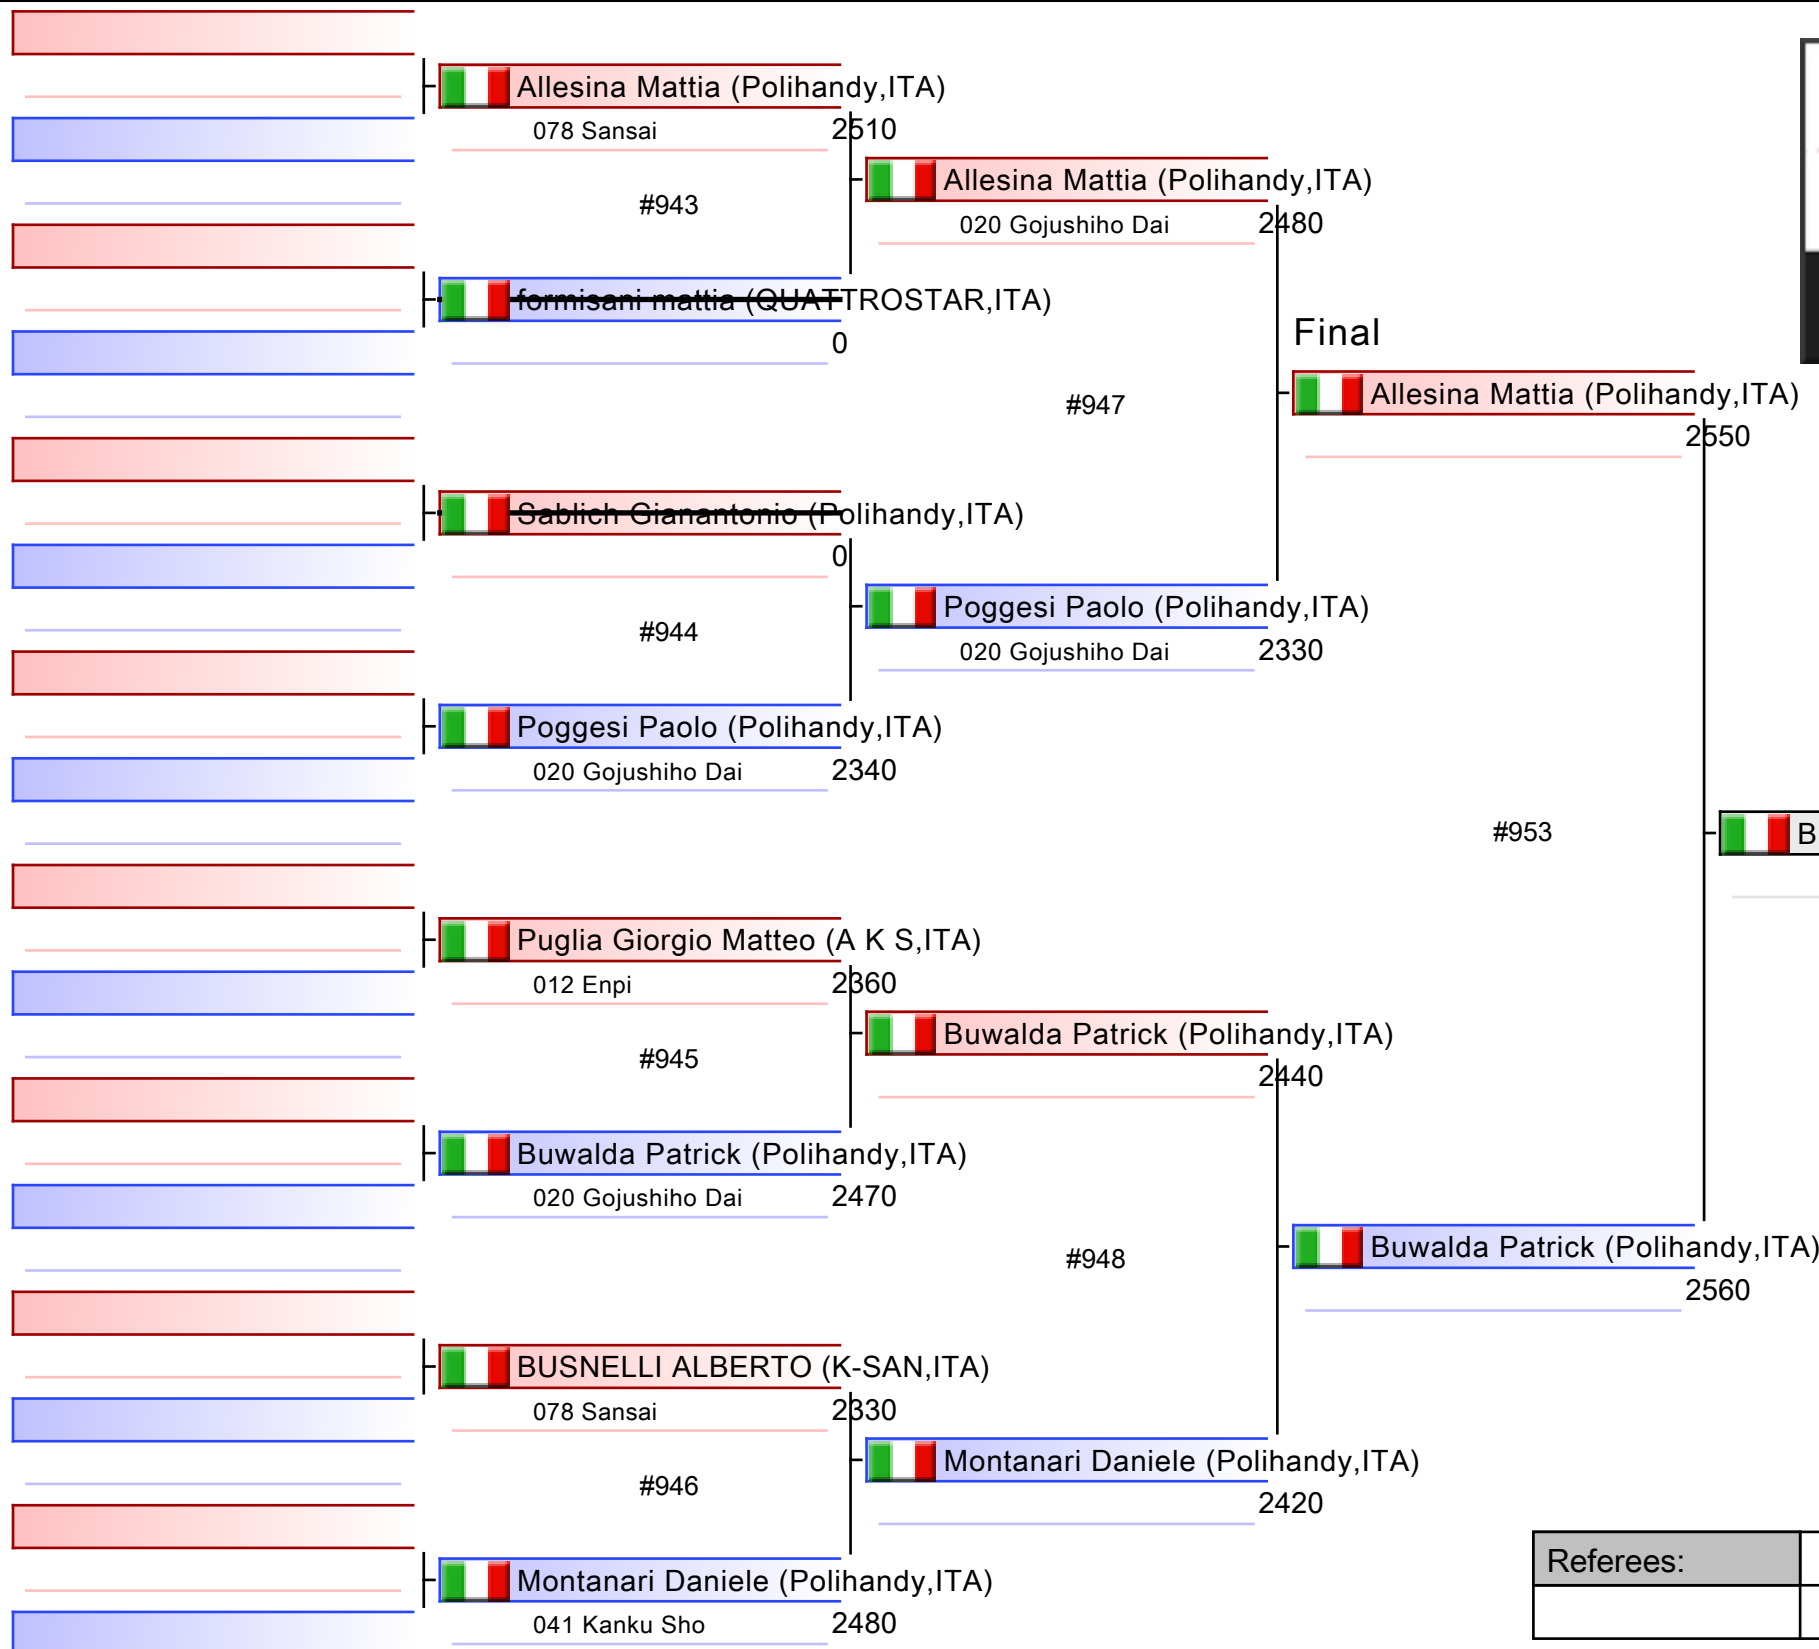 Allesina Mattia (Polihandy,ITA)
078 Sansai 2510
#943
formisani mattia (QUATTROSTAR,ITA)
0
Sablich Gianantonio (Polihandy,ITA)
0
#944
Poggesi Paolo (Polihandy,ITA)
020 Gojushiho Dai 2340
Puglia Giorgio Matteo (A K S,ITA)
012 Enpi 2360
#945
Buwalda Patrick (Polihandy,ITA)
020 Gojushiho Dai 2470
BUSNELLI ALBERTO (K-SAN,ITA)
078 Sansai 2330
#946
Montanari Daniele (Polihandy,ITA)
041 Kanku Sho 2480
Allesina Mattia (Polihandy,ITA)
020 Gojushiho Dai 2480
#947
Poggesi Paolo (Polihandy,ITA)
020 Gojushiho Dai 2330
Buwalda Patrick (Polihandy,ITA)
2440
#948
Montanari Daniele (Polihandy,ITA)
2420
Final
Allesina Mattia (Polihandy,ITA)
2550
#953
Buwalda Patrick (Polihandy,ITA)
2560
B
Referees: